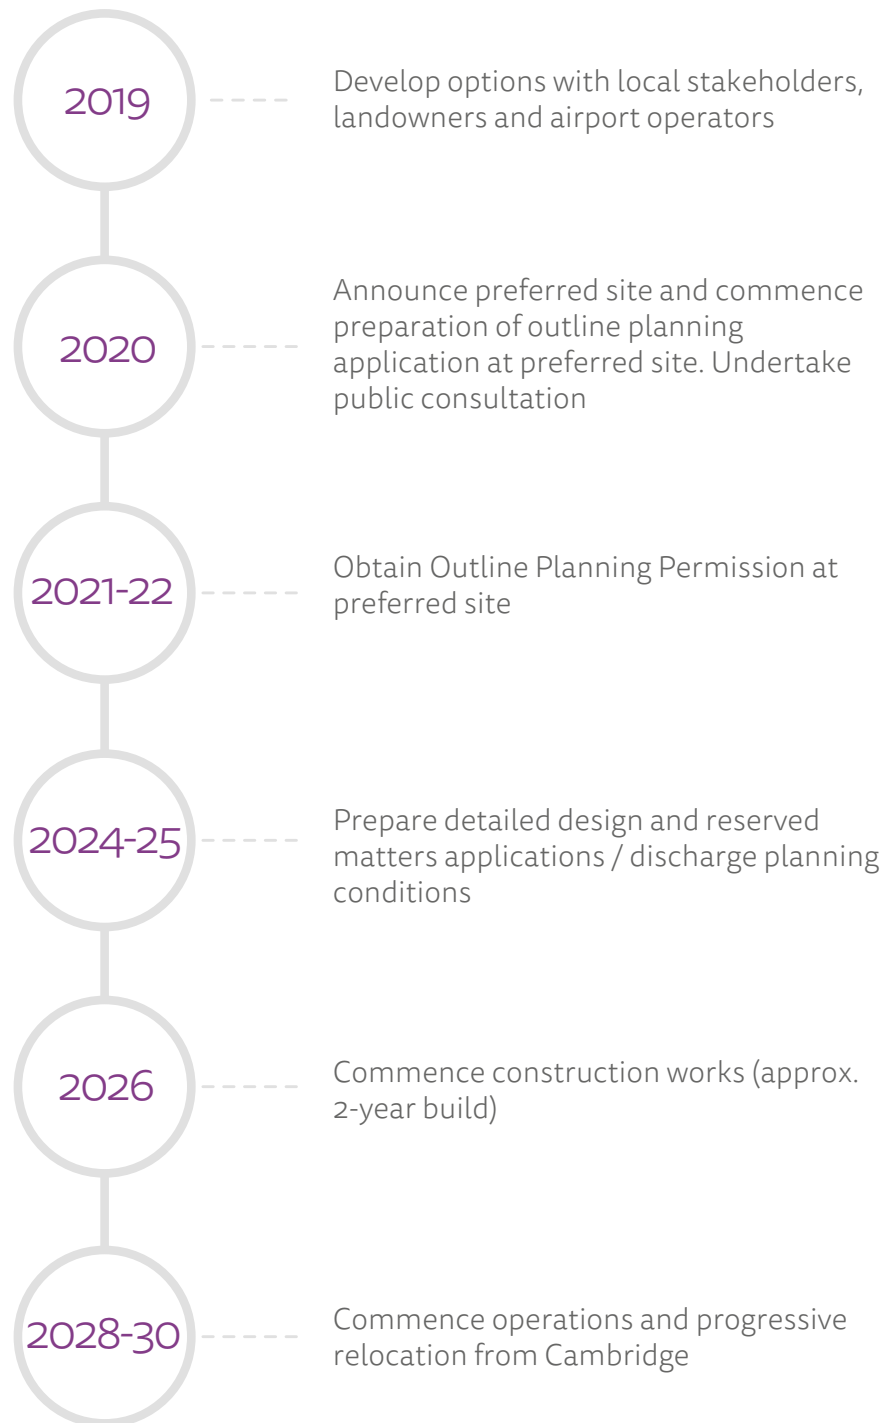 2019
Develop options with local stakeholders,
landowners and airport operators
2020
Announce preferred site and commence
preparation of outline planning
application at preferred site. Undertake
public consultation
2021-22
Obtain Outline Planning Permission at
preferred site
2024-25
Prepare detailed design and reserved
matters applications / discharge planning
conditions
2026
Commence construction works (approx.
2-year build)
2028-30
Commence operations and progressive
relocation from Cambridge